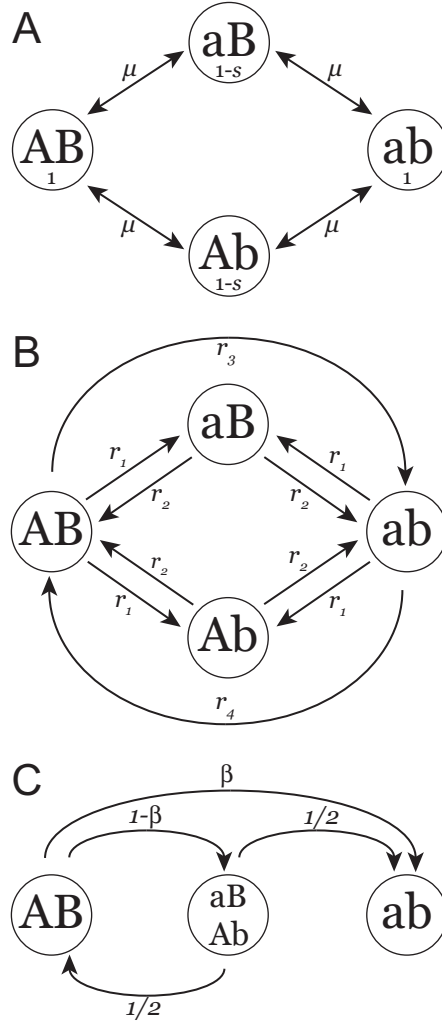 A
aB
1-s
μ
μ
AB
1
ab
1
μ
μ
Ab
1-s
B
r₃
aB
r₁
r₁
r₂
r₂
AB
ab
r₂
r₂
r₁
r₁
Ab
r₄
C
β
1-β
1/2
AB
aB
Ab
ab
1/2